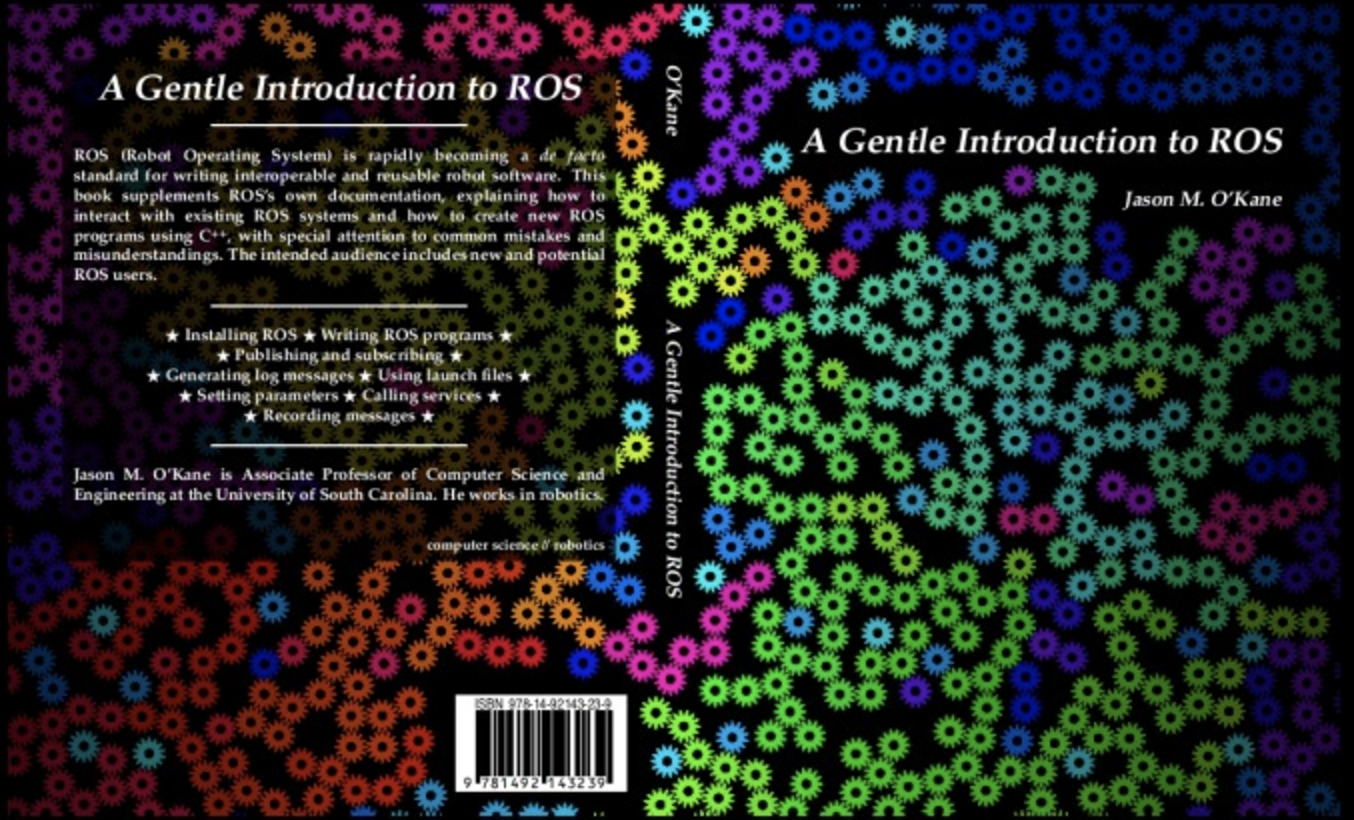 A Gentle Introduction to ROS
ROS (Robot Operating System) is rapidly becoming a de facto
standard for writing interoperable and reusable robot software. This
book supplements ROS's own documentation, explaining how to
interact with existing ROS systems and how to create new ROS
programs using C++, with special attention to common mistakes and
misunderstandings. The intended audience includes new and potential
ROS users.
★ Installing ROS ★ Writing ROS programs ★
★ Publishing and subscribing ★
★ Generating log messages ★ Using launch files ★
★ Setting parameters ★ Calling services ★
★ Recording messages ★
Jason M. O'Kane is Associate Professor of Computer Science and
Engineering at the University of South Carolina. He works in robotics.
computer science // robotics
ISBN 978-14-92143-23-9
9 781492 143239
O'Kane
A Gentle Introduction to ROS
A Gentle Introduction to ROS
Jason M. O'Kane